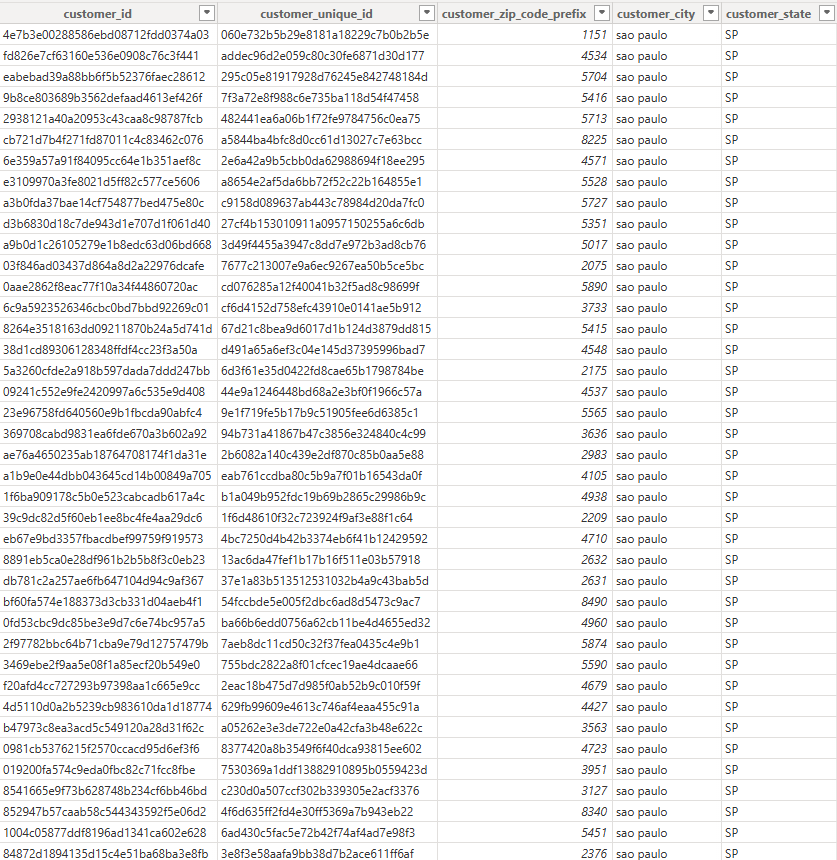 customer_id customer_unique_id customer_zip_code_prefix customer_city customer_state
4e7b3e00288586ebd08712fdd0374a03 060e732b5b29e8181a18229c7b0b2b5e 1151 sao paulo SP
fd826e7cf63160e536e0908c76c3f441 addec96d2e059c80c30fe6871d30d177 4534 sao paulo SP
eabebad39a88bb6f5b52376faec28612 295c05e81917928d76245e842748184d 5704 sao paulo SP
9b8ce803689b3562defaad4613ef426f 7f3a72e8f988c6e735ba118d54f47458 5416 sao paulo SP
2938121a40a20953c43caa8c98787fcb 482441ea6a06b1f72fe9784756c0ea75 5713 sao paulo SP
cb721d7b4f271fd87011c4c83462c076 a5844ba4bfc8d0cc61d13027c7e63bcc 8225 sao paulo SP
6e359a57a91f84095cc64e1b351aef8c 2e6a42a9b5cbb0da62988694f18ee295 4571 sao paulo SP
e3109970a3fe8021d5ff82c577ce5606 a8654e2af5da6bb72f52c22b164855e1 5528 sao paulo SP
a3b0fda37bae14cf754877bed475e80c c9158d089637ab443c78984d20da7fc0 5727 sao paulo SP
d3b6830d18c7de943d1e707d1f061d40 27cf4b153010911a0957150255a6c6db 5351 sao paulo SP
a9b0d1c26105279e1b8edc63d06bd668 3d49f4455a3947c8dd7e972b3ad8cb76 5017 sao paulo SP
03f846ad03437d864a8d2a22976dcafe 7677c213007e9a6ec9267ea50b5ce5bc 2075 sao paulo SP
0aae2862f8eac77f10a34f44860720ac cd076285a12f40041b32f5ad8c98699f 5890 sao paulo SP
6c9a5923526346cbc0bd7bbd92269c01 cf6d4152d758efc43910e0141ae5b912 3733 sao paulo SP
8264e3518163dd09211870b24a5d741d 67d21c8bea9d6017d1b124d3879dd815 5415 sao paulo SP
38d1cd89306128348ffdf4cc23f3a50a d491a65a6ef3c04e145d37395996bad7 4548 sao paulo SP
5a3260cfde2a918b597dada7ddd247bb 6d3f61e35d0422fd8cae65b1798784be 2175 sao paulo SP
09241c552e9fe2420997a6c535e9d408 44e9a1246448bd68a2e3bf0f1966c57a 4537 sao paulo SP
23e96758fd640560e9b1fbcda90abfc4 9e1f719fe5b17b9c51905fee6d6385c1 5565 sao paulo SP
369708cabd9831ea6fde670a3b602a92 94b731a41867b47c3856e324840c4c99 3636 sao paulo SP
ae76a4650235ab18764708174f1da31e 2b6082a140c439e2df870c85b0aa5e88 2983 sao paulo SP
a1b9e0e44dbb043645cd14b00849a705 eab761ccdba80c5b9a7f01b16543da0f 4105 sao paulo SP
1f6ba909178c5b0e523cabcadb617a4c b1a049b952fdc19b69b2865c29986b9c 4938 sao paulo SP
39c9dc82d5f60eb1ee8bc4fe4aa29dc6 1f6d48610f32c723924f9af3e88f1c64 2209 sao paulo SP
eb67e9bd3357fbacdbef99759f919573 4bc7250d4b42b3374eb6f41b12429592 4710 sao paulo SP
8891eb5ca0e28df961b2b5b8f3c0eb23 13ac6da47fef1b17b16f511e03b57918 2632 sao paulo SP
db781c2a257ae6fb647104d94c9af367 37e1a83b513512531032b4a9c43bab5d 2631 sao paulo SP
bf60fa574e188373d3cb331d04aeb4f1 54fccbde5e005f2dbc6ad8d5473c9ac7 8490 sao paulo SP
0fd53cbc9dc85be3e9d7c6e74bc957a5 ba66b6edd0756a62cb11be4d4655ed32 4960 sao paulo SP
2f97782bbc64b71cba9e79d12757479b 7aeb8dc11cd50c32f37fea0435c4e9b1 5874 sao paulo SP
3469ebe2f9aa5e08f1a85ecf20b549e0 755bdc2822a8f01cfcec19ae4dcaae66 5590 sao paulo SP
f20afd4cc727293b97398aa1c665e9cc 2eac18b475d7d985f0ab52b9c010f59f 4679 sao paulo SP
4d5110d0a2b5239cb983610da1d18774 629fb99609e4613c746af4eaa455c91a 4427 sao paulo SP
b47973c8ea3acd5c549120a28d31f62c a05262e3e3de722e0a42cfa3b48e622c 3563 sao paulo SP
0981cb5376215f2570ccacd95d6ef3f6 8377420a8b3549f6f40dca93815ee602 4723 sao paulo SP
019200fa574c9eda0fbc82c71fcc8fbe 7530369a1ddf13882910895b0559423d 3951 sao paulo SP
8541665e9f73b628748b234cf6bb46bd c230d0a507ccf302b339305e2acf3376 3127 sao paulo SP
852947b57caab58c544343592f5e06d2 4f6d635ff2fd4e30ff5369a7b943eb22 8340 sao paulo SP
1004c05877ddf8196ad1341ca602e628 6ad430c5fac5e72b42f74af4ad7e98f3 5451 sao paulo SP
84872d1894135d15c4e51ba68ba3e8fb 3e8f3e58aafa9bb38d7b2ace611ff6af 2376 sao paulo SP